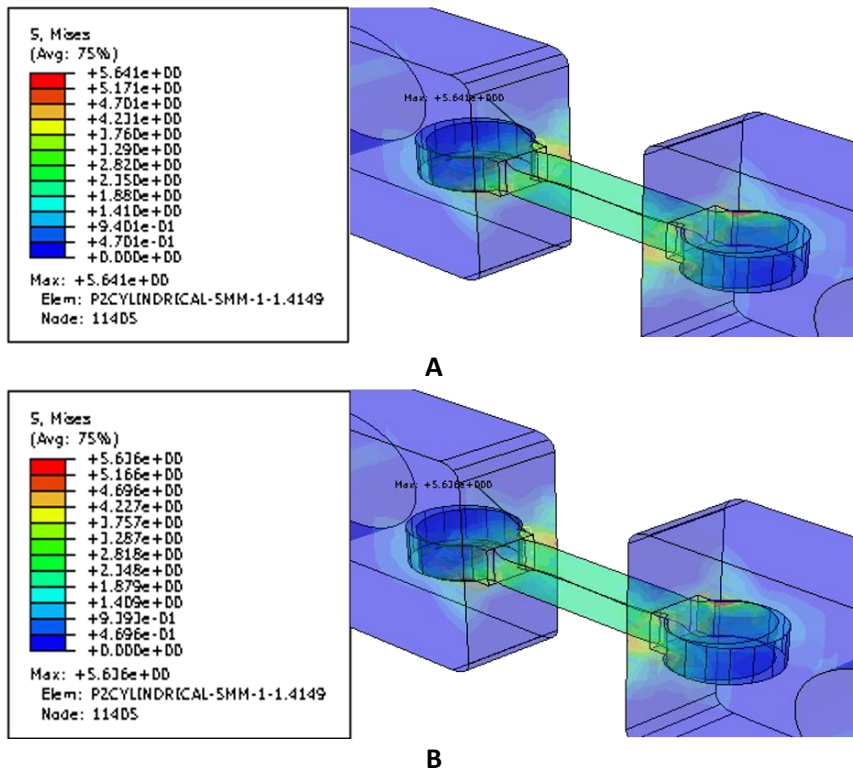 S, Mises
(Avg: 75%)
+5.641e+00
+5.171e+00
+4.701e+00
+4.231e+00
+3.760e+00
+3.290e+00
+2.820e+00
+2.350e+00
+1.880e+00
+1.410e+00
+9.401e-01
+4.701e-01
+0.000e+00
Max: +5.641e+00
Elem: P2CYLINDRICAL-5MM-1-1.4149
Node: 11405
Max: +5.641e+000
A
S, Mises
(Avg: 75%)
+5.636e+00
+5.166e+00
+4.696e+00
+4.227e+00
+3.757e+00
+3.287e+00
+2.818e+00
+2.348e+00
+1.879e+00
+1.409e+00
+9.393e-01
+4.696e-01
+0.000e+00
Max: +5.636e+00
Elem: P2CYLINDRICAL-5MM-1-1.4149
Node: 11405
Max: +5.636e+000
B